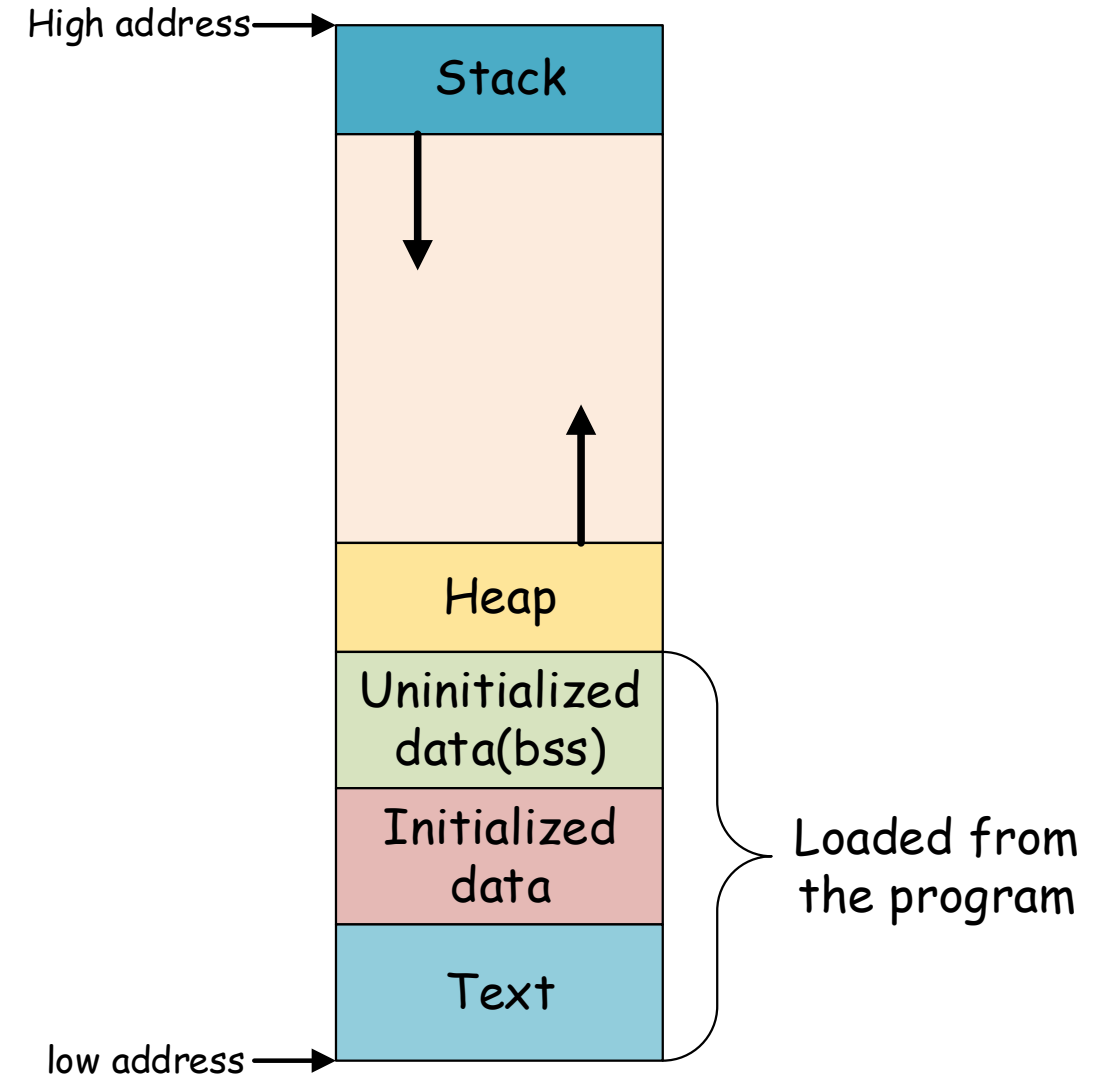 High address
Stack
Heap
Uninitialized
data(bss)
Initialized
data
Loaded from
the program
Text
low address